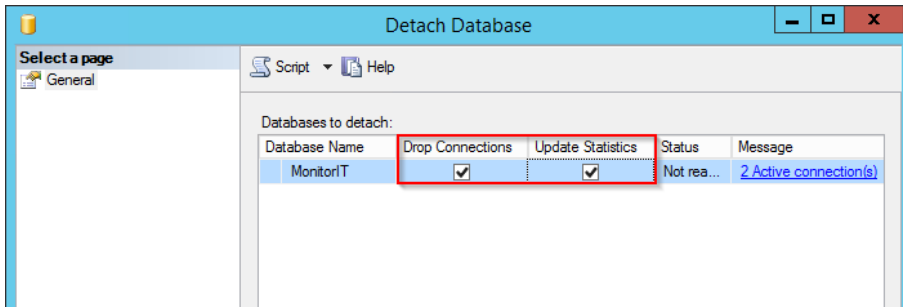 Detach Database
Select a page
General
Script Help
Databases to detach:
Database Name Drop Connections Update Statistics Status Message
MonitorIT Not rea... 2 Active connection(s)